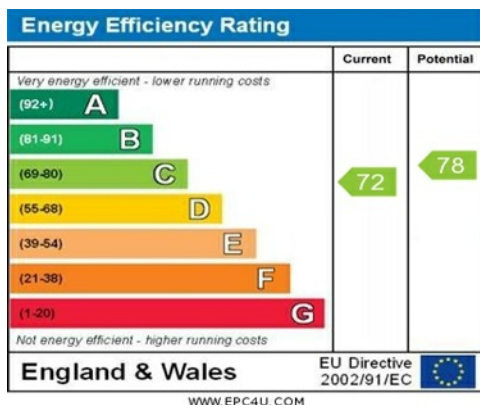 Energy Efficiency Rating
Current Potential
Very energy efficient - lower running costs
(92+) A
(81-91) B
(69-80) C
72 78
(55-68) D
(39-54) E
(21-38) F
(1-20) G
Not energy efficient - higher running costs
England & Wales
EU Directive
2002/91/EC
WWW.EPC4U.COM